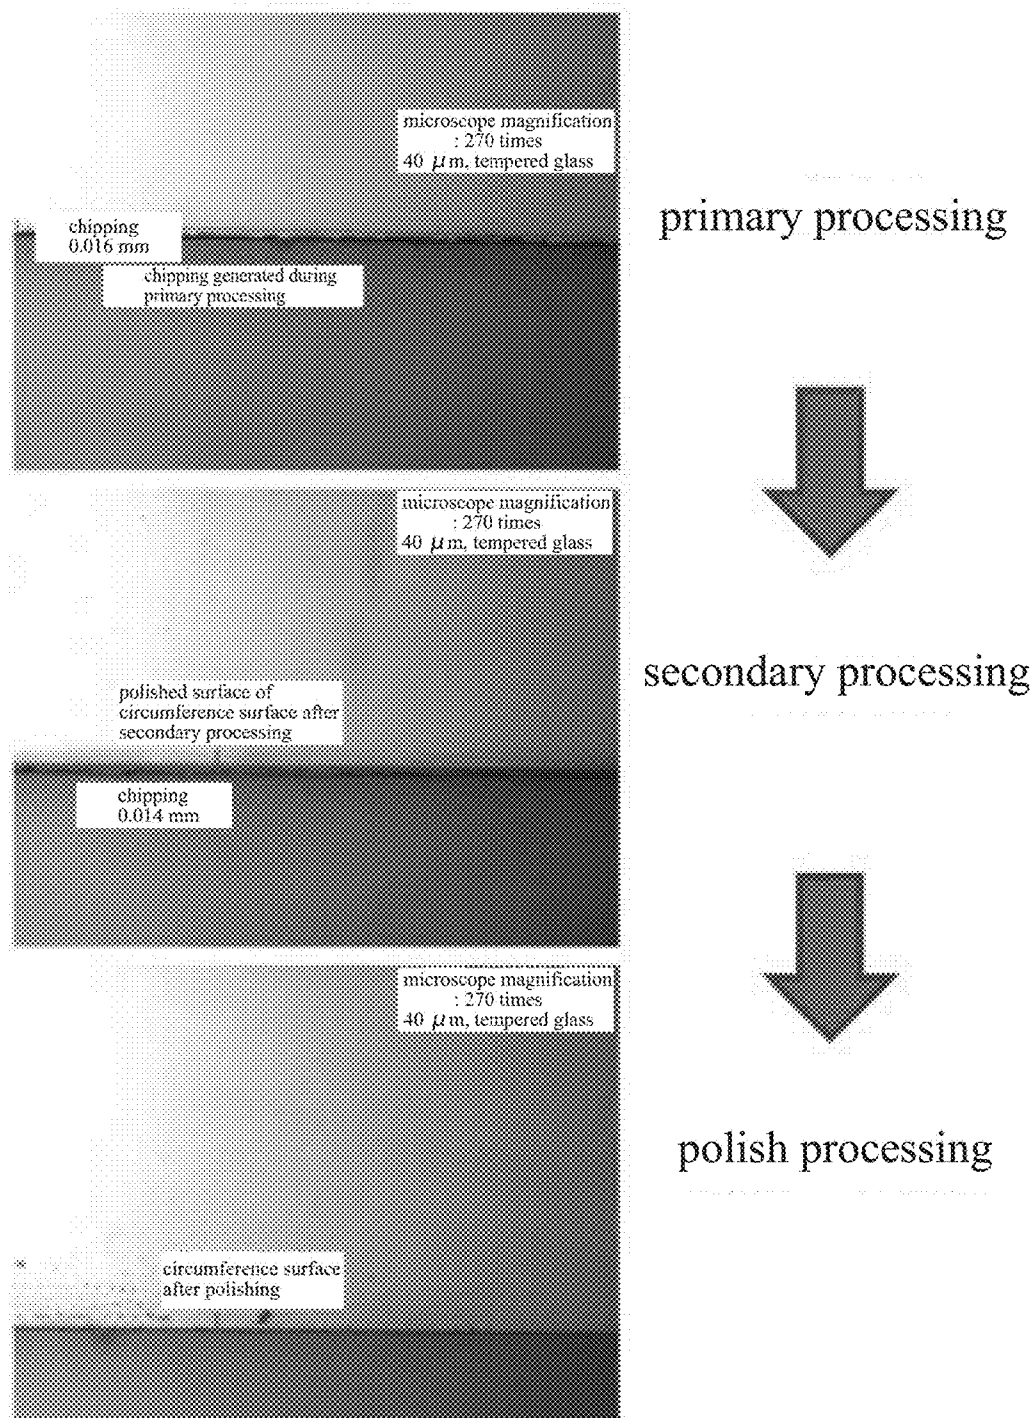 microscope magnification
: 270 times
40 μm, tempered glass
chipping
0.016 mm
chipping generated during
primary processing
primary processing
microscope magnification
: 270 times
40 μm, tempered glass
polished surface of
circumference surface after
secondary processing
chipping
0.014 mm
secondary processing
microscope magnification
: 270 times
40 μm, tempered glass
circumference surface
after polishing
polish processing